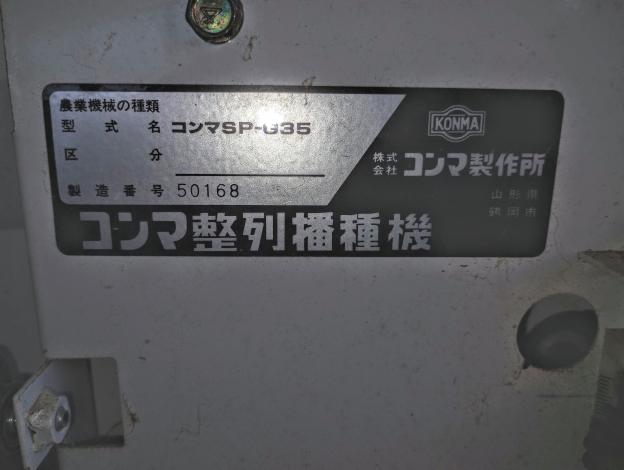 農業機械の種類
型式名 コンマSP-G35
区分
製造番号 50168
KONMA
株式会社 コンマ製作所
山形県
鶴岡市
コンマ整列播種機